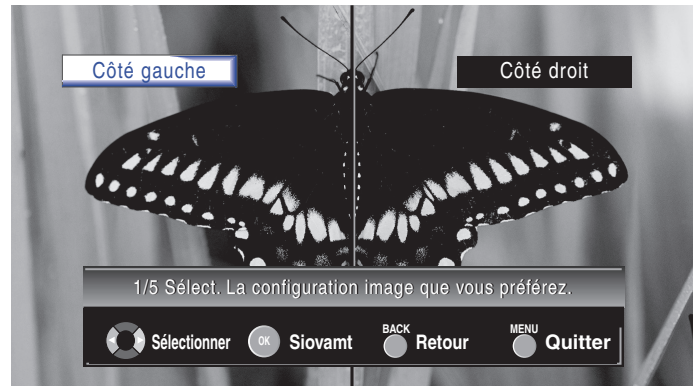 Côté gauche Côté droit
1/5 Sélect. La configuration image que vous préférez.
Sélectionner OK Siovamt BACK Retour MENU Quitter